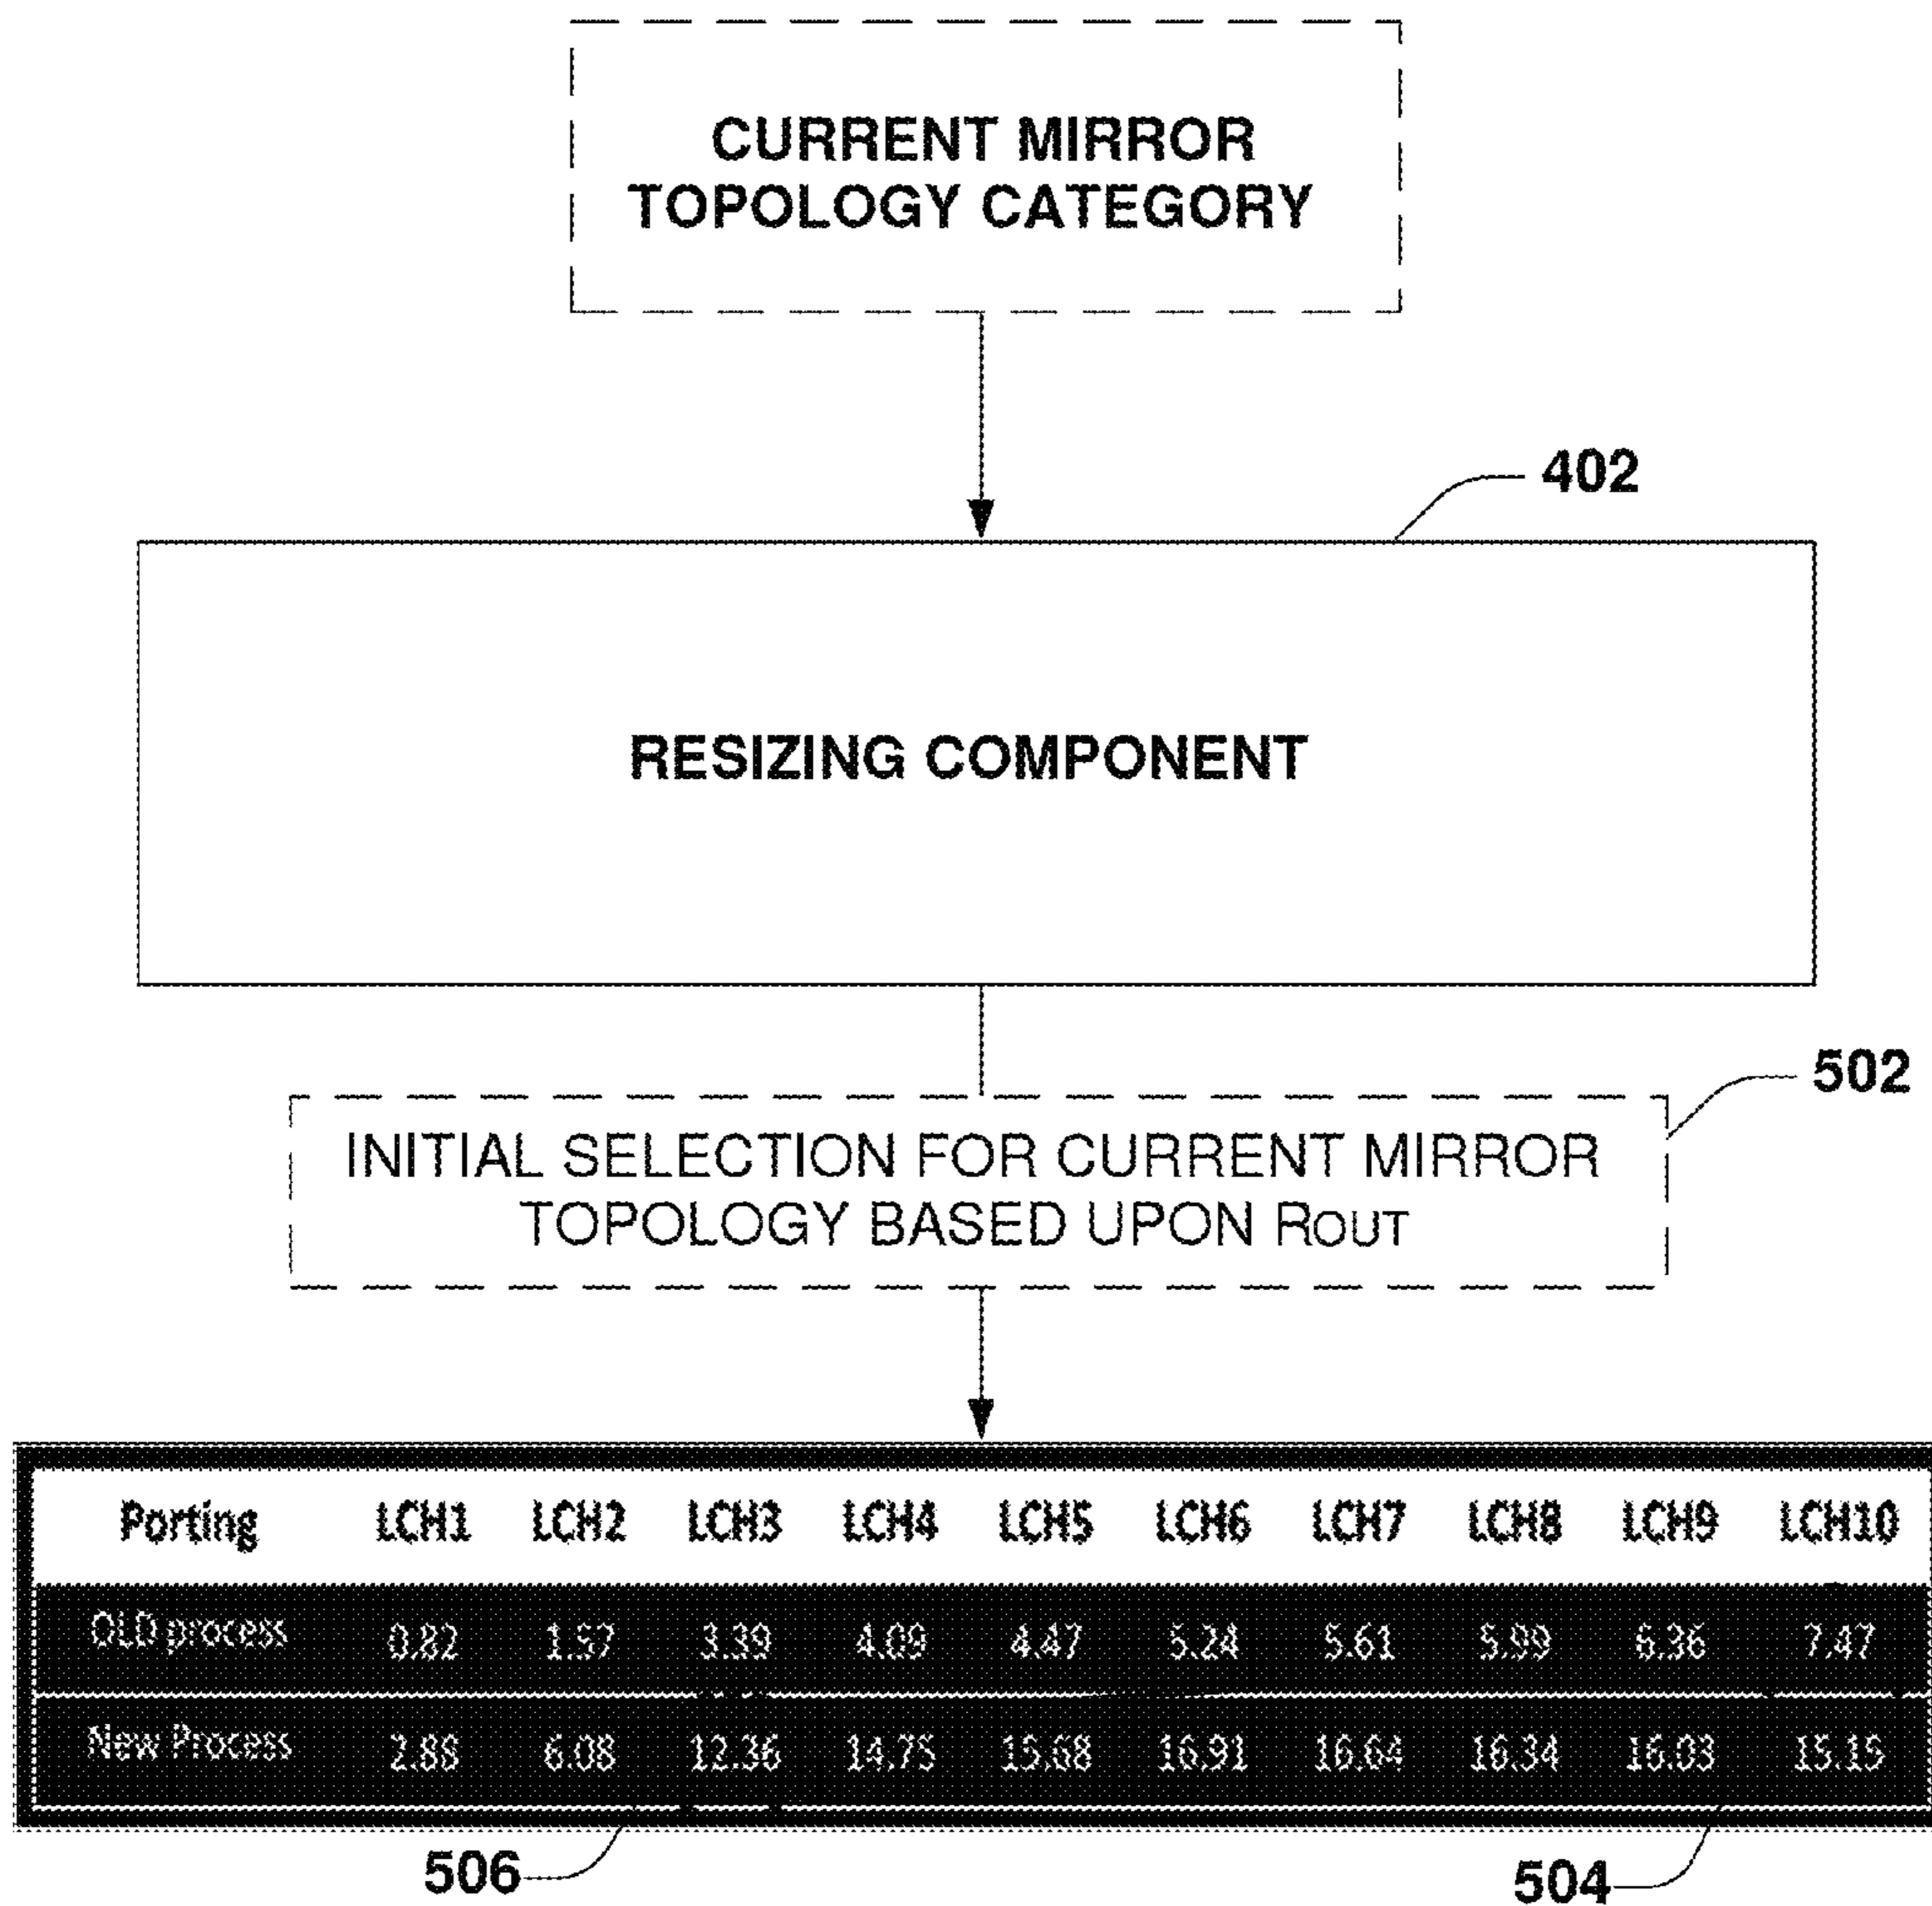 CURRENT MIRROR
TOPOLOGY CATEGORY
402
RESIZING COMPONENT
502
INITIAL SELECTION FOR CURRENT MIRROR
TOPOLOGY BASED UPON ROUT
Porting LCH1 LCH2 LCH3 LCH4 LCH5 LCH6 LCH7 LCH8 LCH9 LCH10
OLD process 0.82 1.57 3.39 4.09 4.47 5.24 5.61 5.99 6.36 7.47
New Process 2.88 6.08 12.36 14.75 15.68 16.91 16.64 16.34 16.03 15.15
506
504